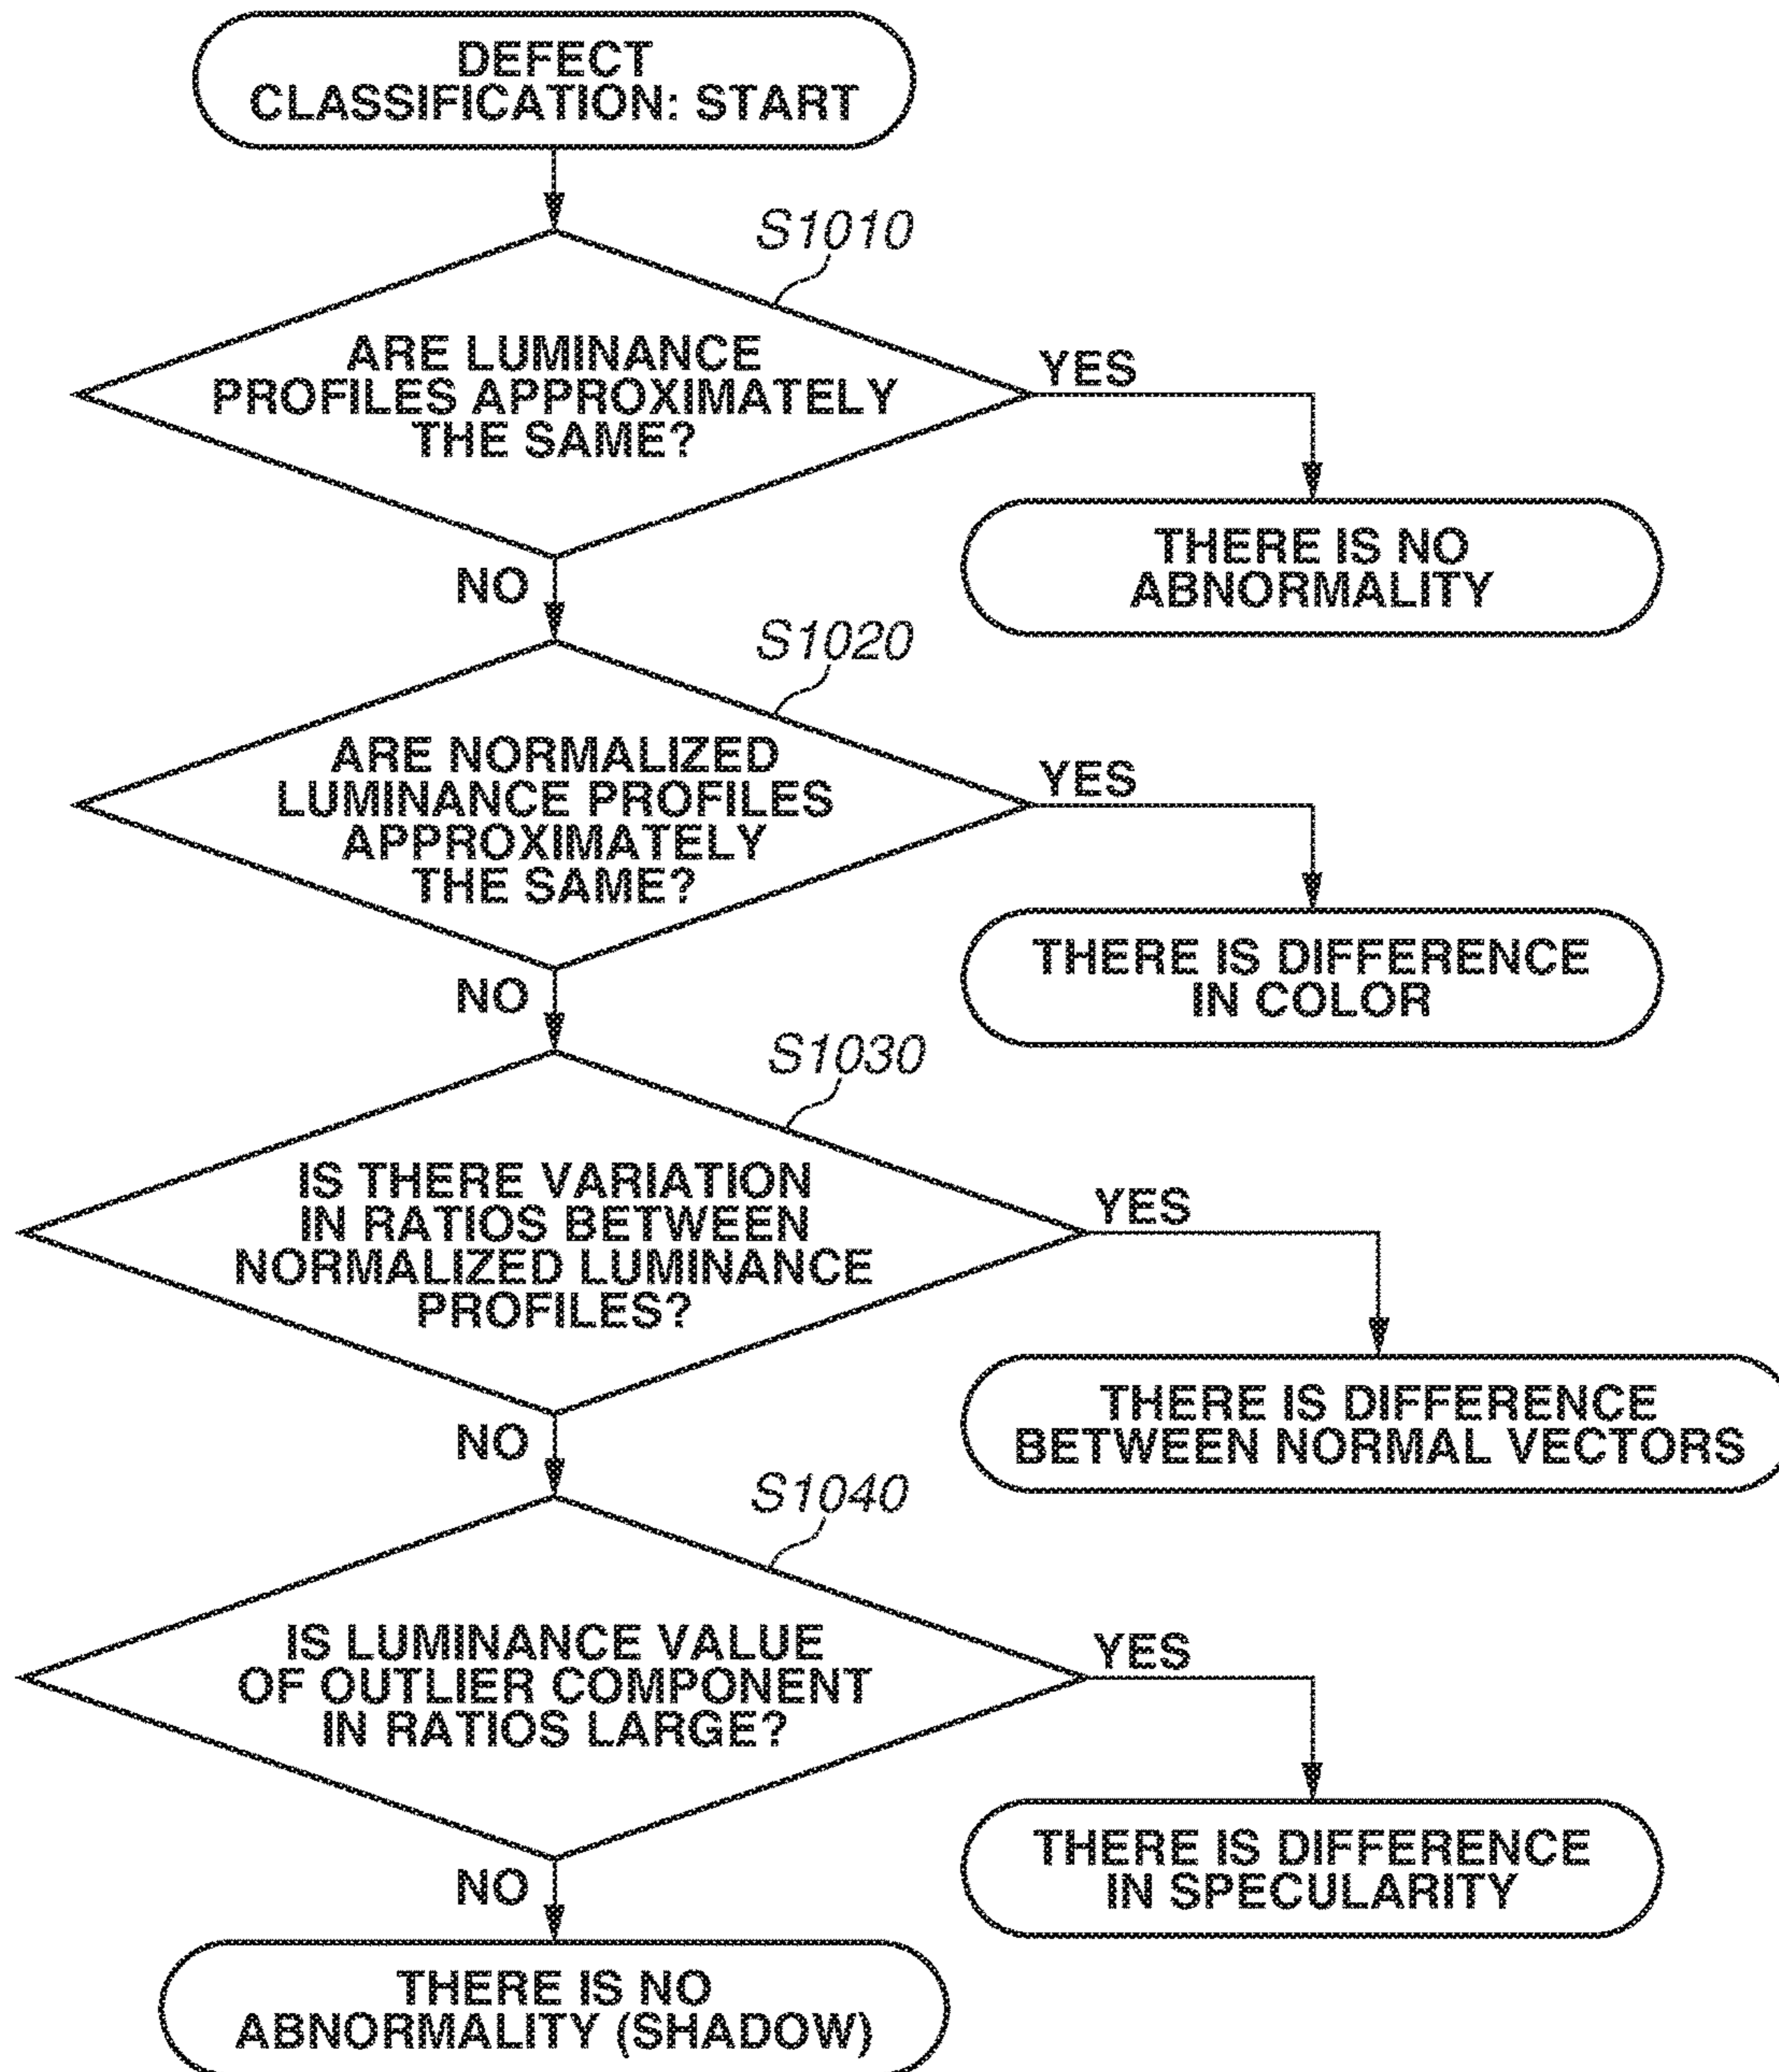 DEFECT
CLASSIFICATION: START
S1010
ARE LUMINANCE
PROFILES APPROXIMATELY
THE SAME?
YES
THERE IS NO
ABNORMALITY
NO
S1020
ARE NORMALIZED
LUMINANCE PROFILES
APPROXIMATELY
THE SAME?
YES
THERE IS DIFFERENCE
IN COLOR
NO
S1030
IS THERE VARIATION
IN RATIOS BETWEEN
NORMALIZED LUMINANCE
PROFILES?
YES
THERE IS DIFFERENCE
BETWEEN NORMAL VECTORS
NO
S1040
IS LUMINANCE VALUE
OF OUTLIER COMPONENT
IN RATIOS LARGE?
YES
THERE IS DIFFERENCE
IN SPECULARITY
NO
THERE IS NO
ABNORMALITY (SHADOW)